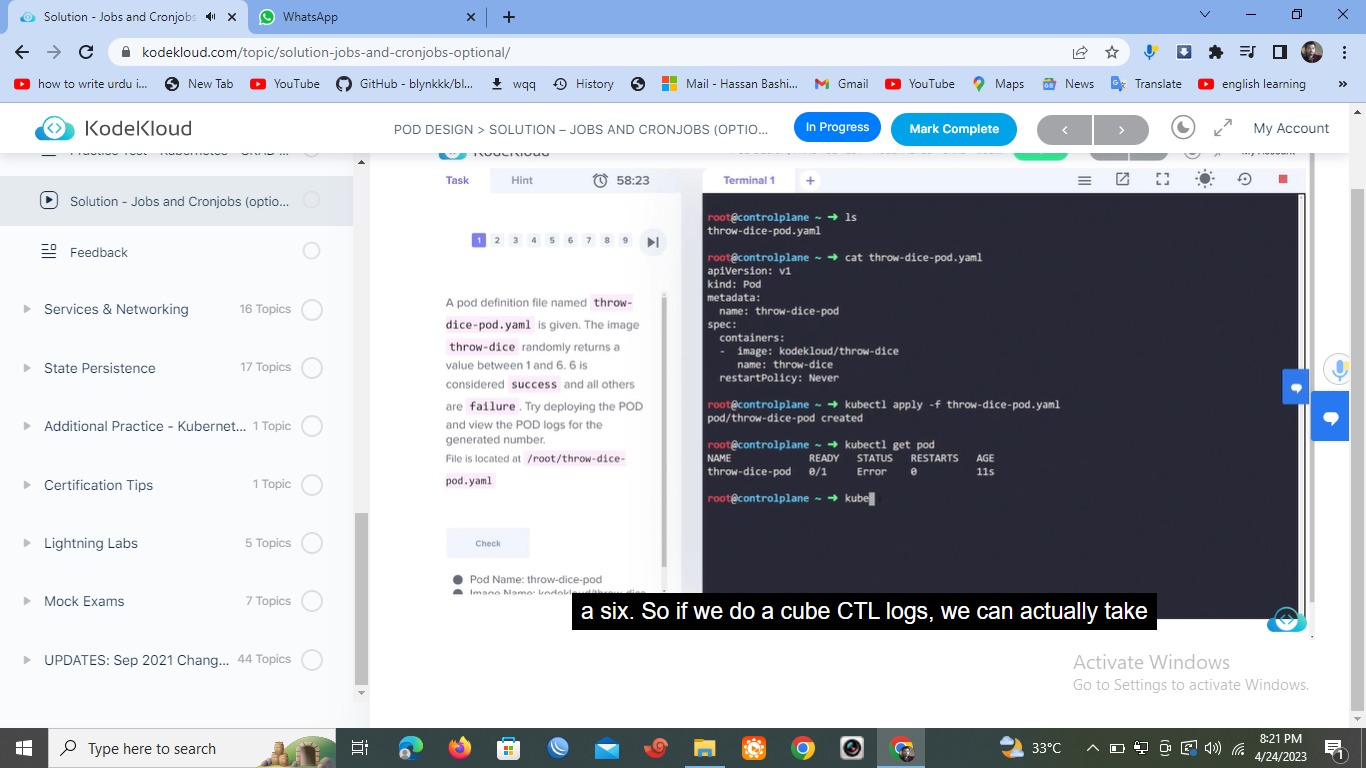 Solution - Jobs and Cronjobs
WhatsApp
kodekloud.com/topic/solution-jobs-and-cronjobs-optional/
how to write urdu i...
New Tab
YouTube
GitHub - blynkkk/bl...
wqq
History
Mail - Hassan Bashi...
Gmail
YouTube
Maps
News
Translate
english learning
»
KodeKloud
POD DESIGN > SOLUTION – JOBS AND CRONJOBS (OPTIO...
In Progress
Mark Complete
My Account
Solution - Jobs and Cronjobs (optio...
Feedback
Services & Networking 16 Topics
State Persistence 17 Topics
Additional Practice - Kubernet... 1 Topic
Certification Tips 1 Topic
Lightning Labs 5 Topics
Mock Exams 7 Topics
UPDATES: Sep 2021 Chang... 44 Topics
Task
Hint
58:23
1 2 3 4 5 6 7 8 9
A pod definition file named throw-
dice-pod.yaml is given. The image
throw-dice randomly returns a
value between 1 and 6. 6 is
considered success and all others
are failure. Try deploying the POD
and view the POD logs for the
generated number.
File is located at /root/throw-dice-
pod.yaml
Check
Pod Name: throw-dice-pod
Image Name: kodekloud/throw-dice
Terminal 1 +
root@controlplane ~ ➜ ls
throw-dice-pod.yaml
root@controlplane ~ ➜ cat throw-dice-pod.yaml
apiVersion: v1
kind: Pod
metadata:
name: throw-dice-pod
spec:
containers:
- image: kodekloud/throw-dice
name: throw-dice
restartPolicy: Never
root@controlplane ~ ➜ kubectl apply -f throw-dice-pod.yaml
pod/throw-dice-pod created
root@controlplane ~ ➜ kubectl get pod
NAME READY STATUS RESTARTS AGE
throw-dice-pod 0/1 Error 0 11s
root@controlplane ~ ➜ kube
a six. So if we do a cube CTL logs, we can actually take
Activate Windows
Go to Settings to activate Windows.
Type here to search
33°C
8:21 PM
4/24/2023
1